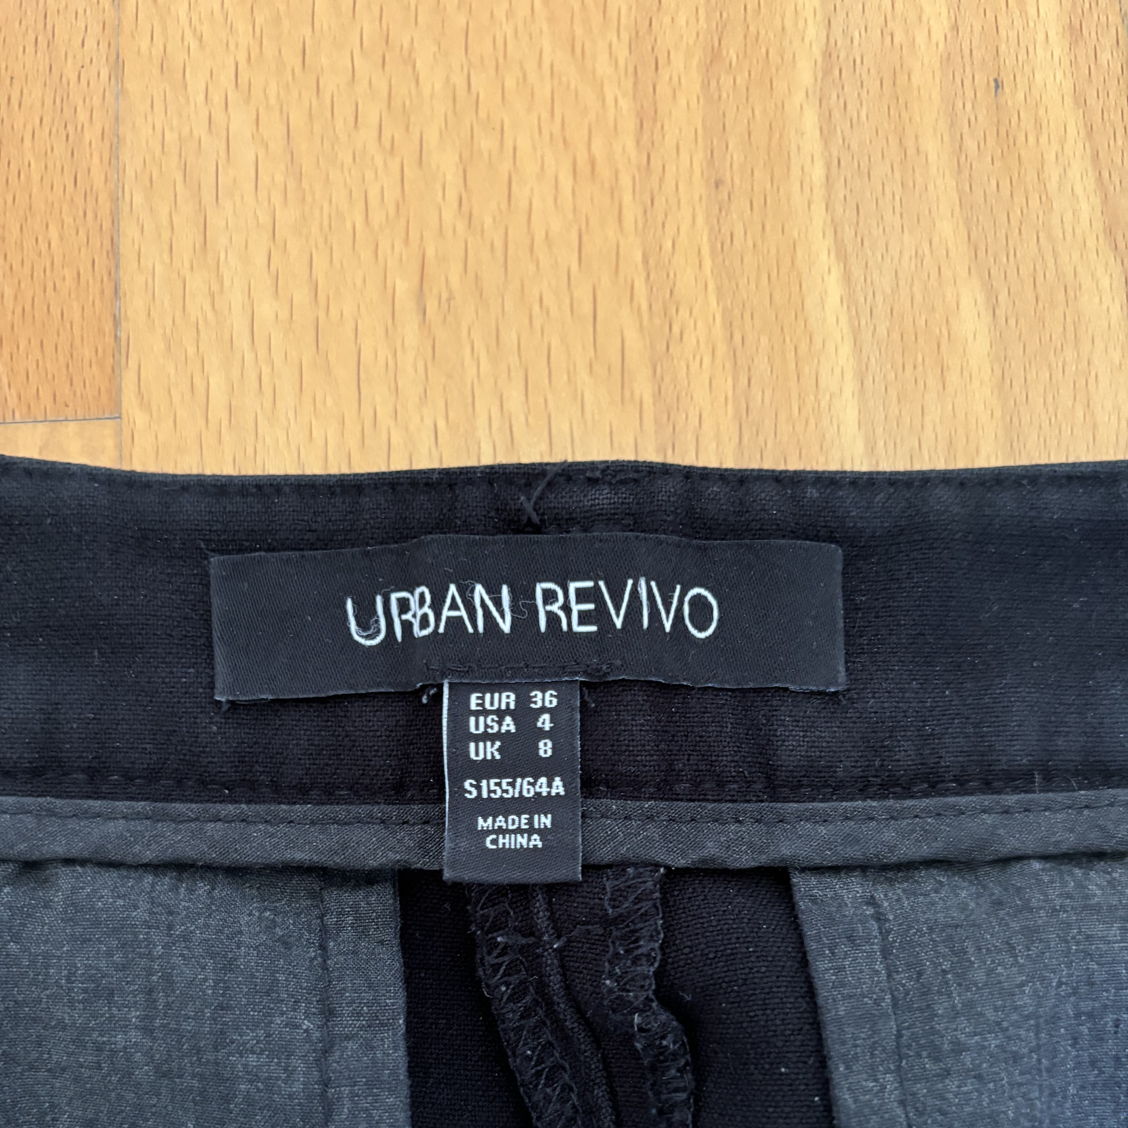 URBAN REVIVO
EUR 36
USA 4
UK 8
S155/64A
MADE IN
CHINA